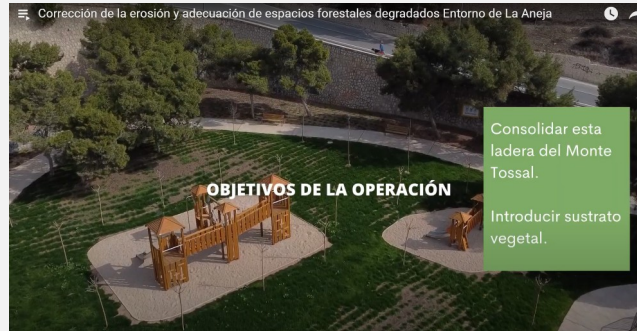 Corrección de la erosión y adecuación de espacios forestales degradados Entorno de La Aneja
OBJETIVOS DE LA OPERACIÓN
Consolidar esta
ladera del Monte
Tossal.
Introducir sustrato
vegetal.